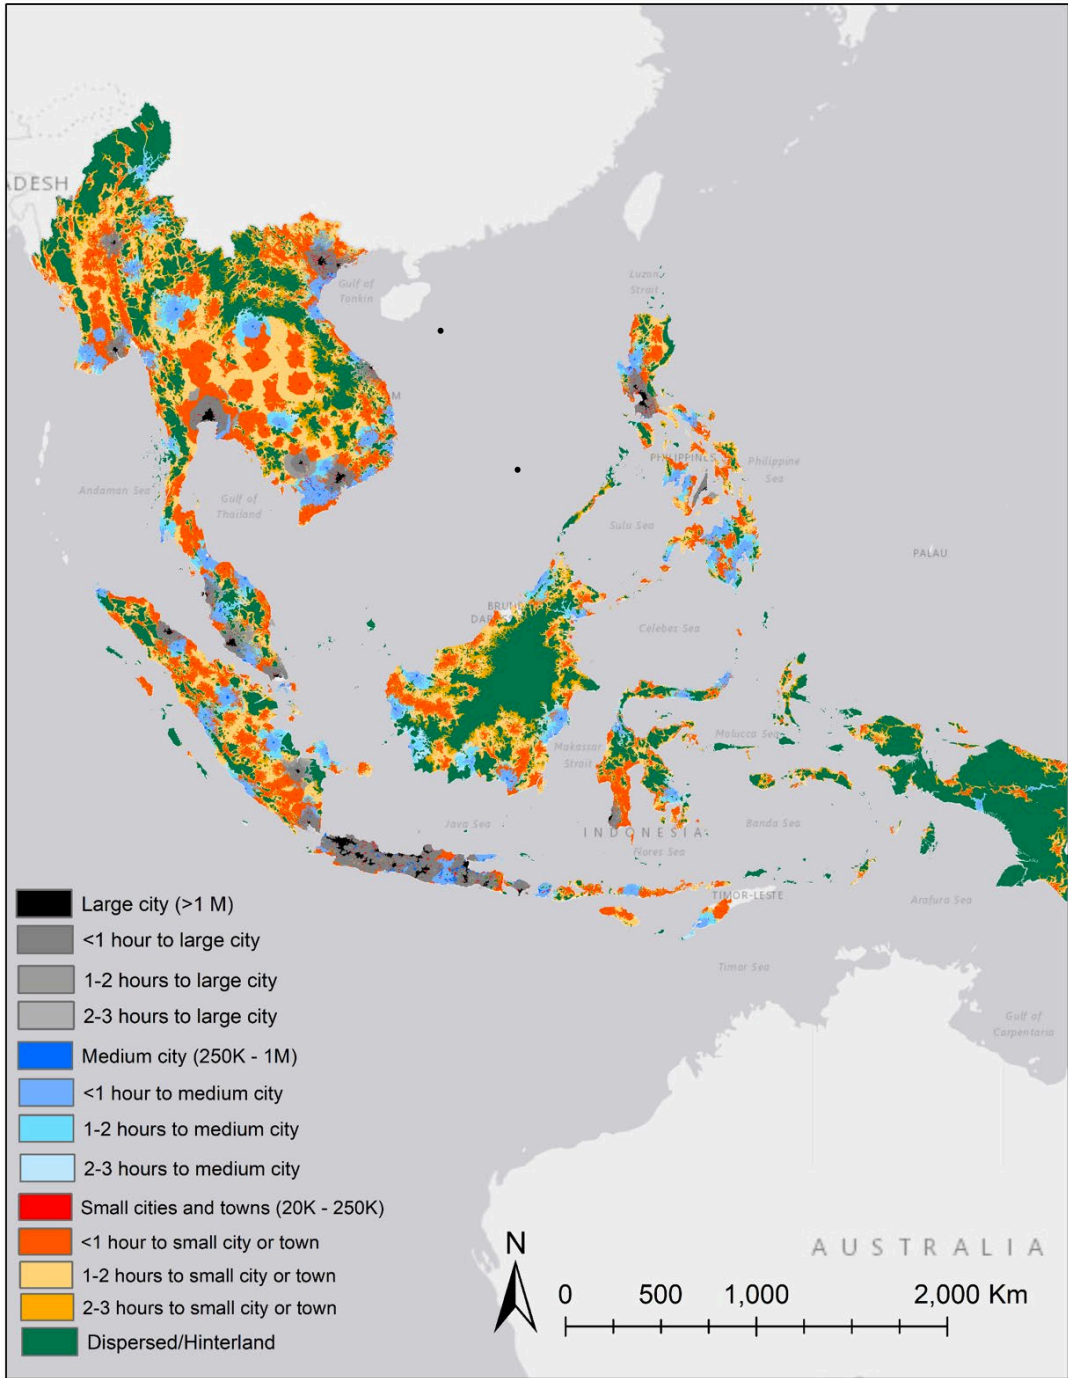 ADESH
Gulf of
Tonkin
Luzon
Strait
M
PHILIPPINES
Philippine
Sea
Andaman Sea
Gulf of
Thailand
Sulu Sea
PALAU
BRUNEI
DAR
Celebes Sea
Makassar
Strait
Molucca Sea
Java Sea
INDONESIA
Banda Sea
Flores Sea
TIMOR-LESTE
Arafura Sea
Timor Sea
Gulf of
Carpentaria
AUSTRALIA
Large city (>1 M)
<1 hour to large city
1-2 hours to large city
2-3 hours to large city
Medium city (250K - 1M)
<1 hour to medium city
1-2 hours to medium city
2-3 hours to medium city
Small cities and towns (20K - 250K)
<1 hour to small city or town
1-2 hours to small city or town
2-3 hours to small city or town
Dispersed/Hinterland
N
0 500 1,000 2,000 Km